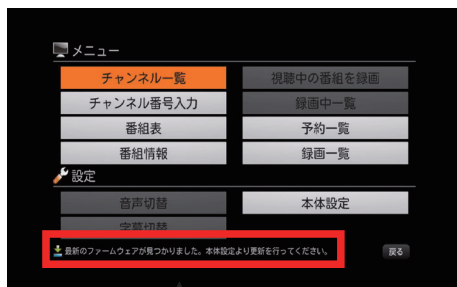 メニュー
チャンネル一覧 視聴中の番組を録画
チャンネル番号入力 録画中一覧
番組表 予約一覧
番組情報 録画一覧
設定
音声切替 本体設定
字幕切替
最新のファームウェアが見つかりました。本体設定より更新を行ってください。 戻る